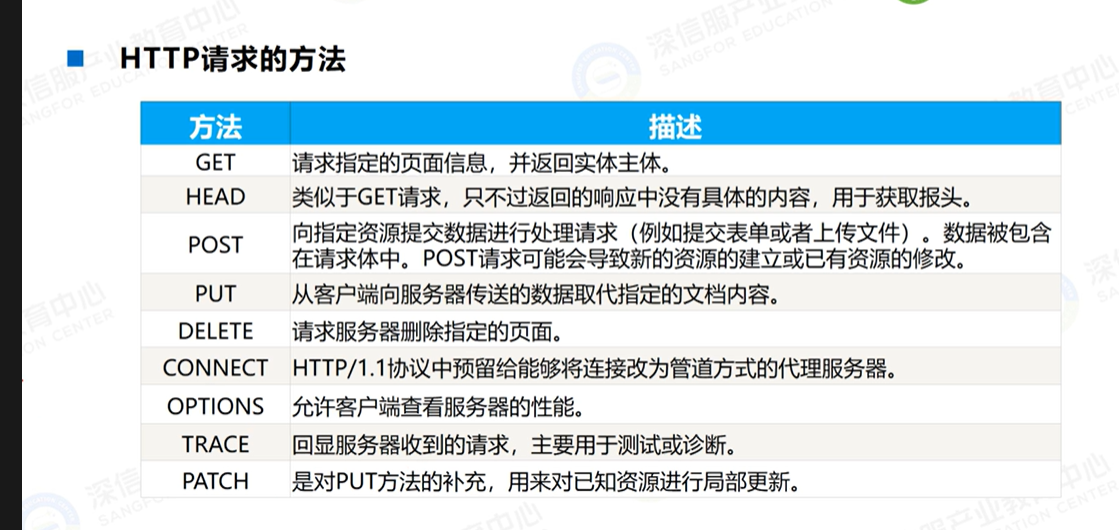 HTTP请求的方法
方法 描述
GET 请求指定的页面信息，并返回实体主体。
HEAD 类似于GET请求，只不过返回的响应中没有具体的内容，用于获取报头。
POST 向指定资源提交数据进行处理请求（例如提交表单或者上传文件）。数据被包含
在请求体中。POST请求可能会导致新的资源的建立或已有资源的修改。
PUT 从客户端向服务器传送的数据取代指定的文档内容。
DELETE 请求服务器删除指定的页面。
CONNECT HTTP/1.1协议中预留给能够将连接改为管道方式的代理服务器。
OPTIONS 允许客户端查看服务器的性能。
TRACE 回显服务器收到的请求，主要用于测试或诊断。
PATCH 是对PUT方法的补充，用来对已知资源进行局部更新。